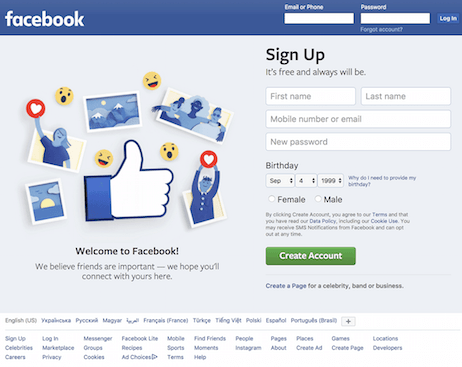 facebook
Email or Phone
Password
Log In
Forgot account?
Sign Up
It's free and always will be.
First name
Last name
Mobile number or email
New password
Birthday
Sep 4 1999
Why do I need to provide my
birthday?
Female Male
By clicking Create Account, you agree to our Terms and that
you have read our Data Policy, including our Cookie Use. You
may receive SMS Notifications from Facebook and can opt
out at any time.
Create Account
Create a Page for a celebrity, band or business.
Welcome to Facebook!
We believe friends are important — we hope you'll
connect with yours here.
English (US) Українська Русский Magyar العربية Français (France) Türkçe Tiếng Việt Polski Español Português (Brasil) +
Sign Up Log In Messenger Facebook Lite Mobile Find Friends People Pages Places Games Locations
Celebrities Marketplace Groups Recipes Sports Moments Instagram About Create Ad Create Page Developers
Careers Privacy Cookies Ad Choices Terms Help